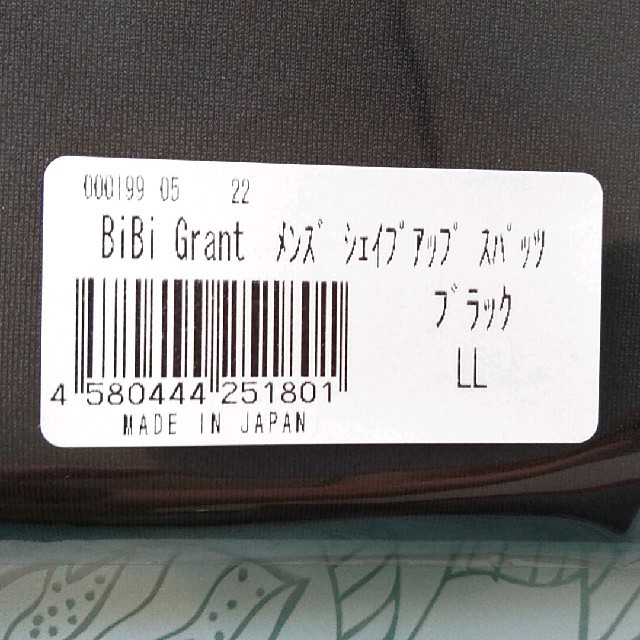 000199 05 22
BiBi Grant ﾒﾝｽﾞ ｼｪｲﾌﾟｱｯﾌﾟ ｽﾊﾟｯﾂ
ﾌﾞﾗｯｸ
LL
4 580444 251801
MADE IN JAPAN